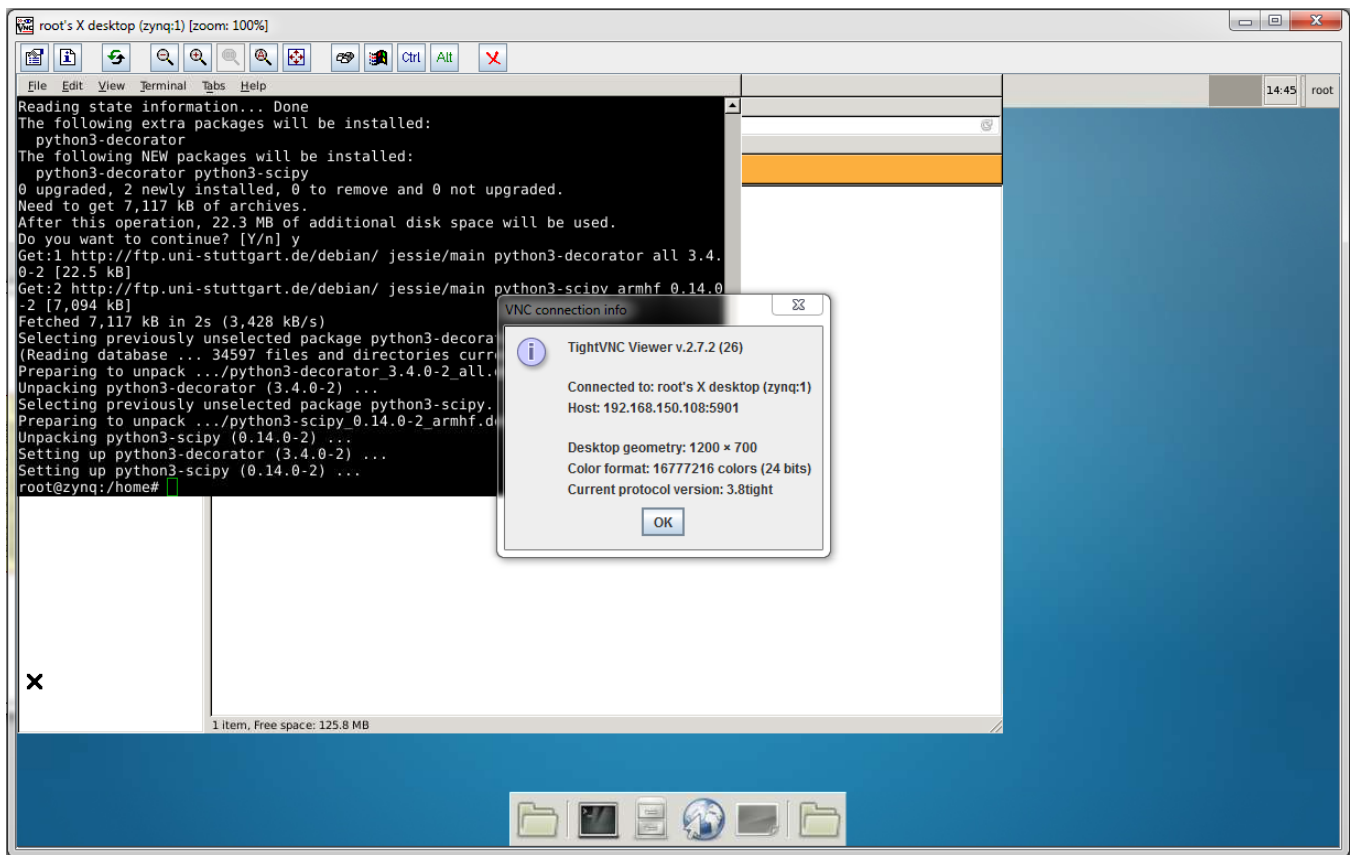 root's X desktop (zynq:1) [zoom: 100%]
Ctrl Alt
File Edit View Terminal Tabs Help
14:45 root
Reading state information... Done
The following extra packages will be installed:
python3-decorator
The following NEW packages will be installed:
python3-decorator python3-scipy
0 upgraded, 2 newly installed, 0 to remove and 0 not upgraded.
Need to get 7,117 kB of archives.
After this operation, 22.3 MB of additional disk space will be used.
Do you want to continue? [Y/n] y
Get:1 http://ftp.uni-stuttgart.de/debian/ jessie/main python3-decorator all 3.4.
0-2 [22.5 kB]
Get:2 http://ftp.uni-stuttgart.de/debian/ jessie/main python3-scipy armhf 0.14.0
-2 [7,094 kB]
Fetched 7,117 kB in 2s (3,428 kB/s)
Selecting previously unselected package python3-decora
(Reading database ... 34597 files and directories curre
Preparing to unpack .../python3-decorator_3.4.0-2_all.
Unpacking python3-decorator (3.4.0-2) ...
Selecting previously unselected package python3-scipy.
Preparing to unpack .../python3-scipy_0.14.0-2_armhf.d
Unpacking python3-scipy (0.14.0-2) ...
Setting up python3-decorator (3.4.0-2) ...
Setting up python3-scipy (0.14.0-2) ...
root@zynq:/home#
VNC connection info
TightVNC Viewer v.2.7.2 (26)
Connected to: root's X desktop (zynq:1)
Host: 192.168.150.108:5901
Desktop geometry: 1200 × 700
Color format: 16777216 colors (24 bits)
Current protocol version: 3.8tight
OK
1 item, Free space: 125.8 MB